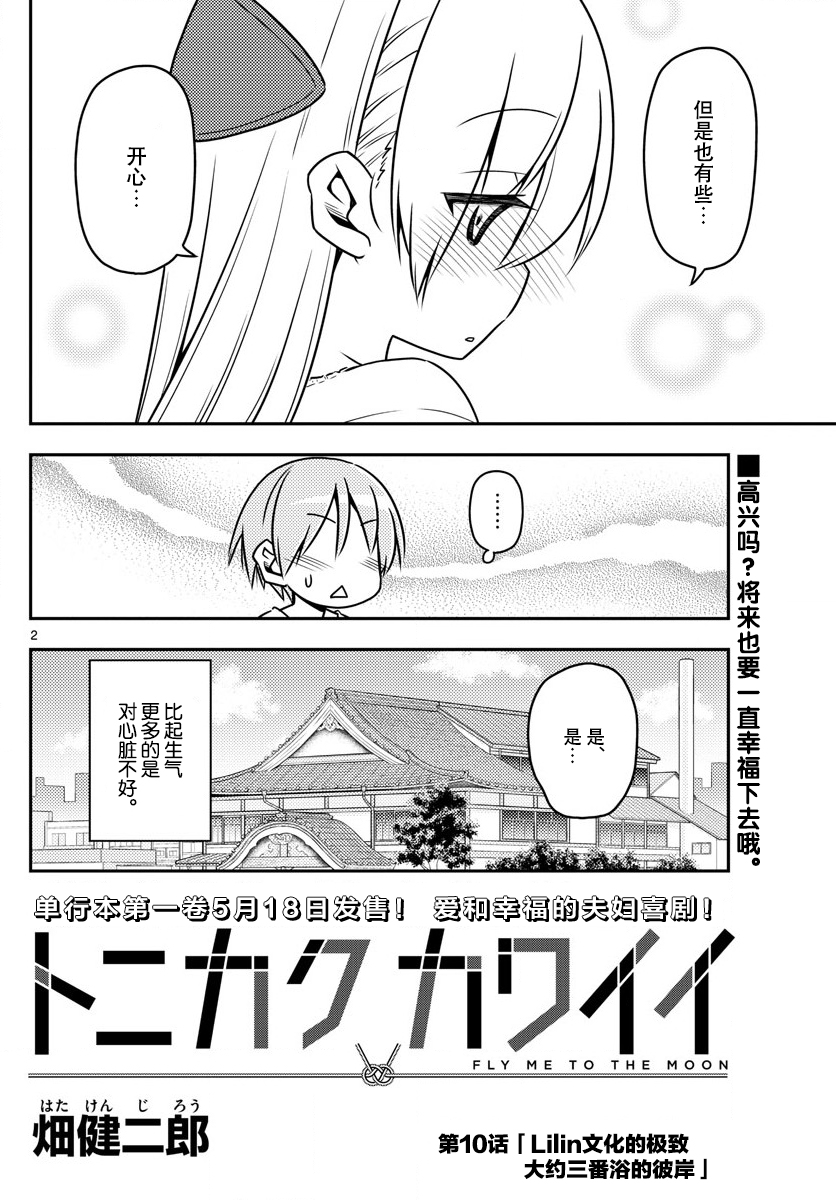 但是也有些…
开心…
……
■高兴吗？将来也要一直幸福下去哦。
2
是、
是…
比起生气
更多的是
对心脏不好。
单行本第一卷5月18日发售！ 爱和幸福的夫妇喜剧！
トニカクカワイイ
FLY ME TO THE MOON
はた けん じ ろう
畑健二郎
第10话「Lilin文化的极致
大约三番浴的彼岸」